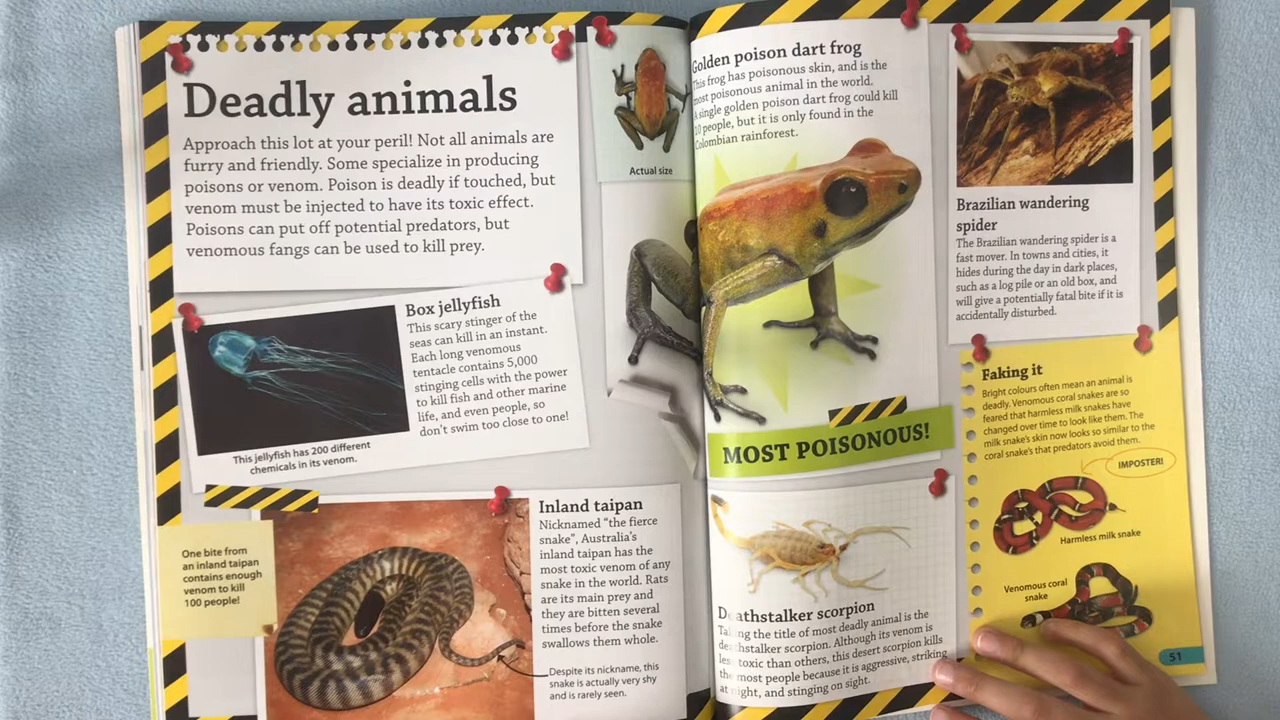 Deadly animals
Approach this lot at your peril! Not all animals are
furry and friendly. Some specialize in producing
poisons or venom. Poison is deadly if touched, but
venom must be injected to have its toxic effect.
Poisons can put off potential predators, but
venomous fangs can be used to kill prey.
Box jellyfish
This scary stinger of the
seas can kill in an instant.
Each long venomous
tentacle contains 5,000
stinging cells with the power
to kill fish and other marine
life, and even people, so
don't swim too close to one!
This jellyfish has 200 different
chemicals in its venom.
One bite from
an inland taipan
contains enough
venom to kill
100 people!
Inland taipan
Nicknamed "the fierce
snake", Australia's
inland taipan has the
most toxic venom of any
snake in the world. Rats
are its main prey and
they are bitten several
times before the snake
swallows them whole.
Despite its nickname, this
snake is actually very shy
and is rarely seen.
Actual size
Golden poison dart frog
This frog has poisonous skin, and is the
most poisonous animal in the world.
A single golden poison dart frog could kill
10 people, but it is only found in the
Colombian rainforest.
MOST POISONOUS!
Deathstalker scorpion
Taking the title of most deadly animal is the
deathstalker scorpion. Although its venom is
less toxic than others, this desert scorpion kills
the most people because it is aggressive, striking
at night, and stinging on sight.
Brazilian wandering
spider
The Brazilian wandering spider is a
fast mover. In towns and cities, it
hides during the day in dark places,
such as a log pile or an old box, and
will give a potentially fatal bite if it is
accidentally disturbed.
Faking it
Bright colours often mean an animal is
deadly. Venomous coral snakes are so
feared that harmless milk snakes have
changed over time to look like them. The
milk snake's skin now looks so similar to the
coral snake's that predators avoid them.
IMPOSTER!
Harmless milk snake
Venomous coral
snake
51